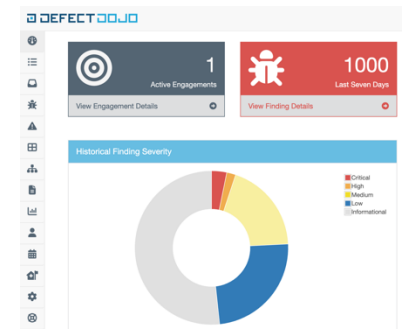 DEFECTDOJO
1
Active Engagements
View Engagement Details
1000
Last Seven Days
View Finding Details
Historical Finding Severity
Critical
High
Medium
Low
Informational